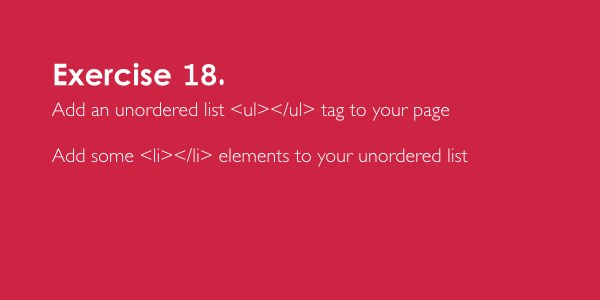 Exercise 18.
Add an unordered list <ul></ul> tag to your page
Add some <li></li> elements to your unordered list